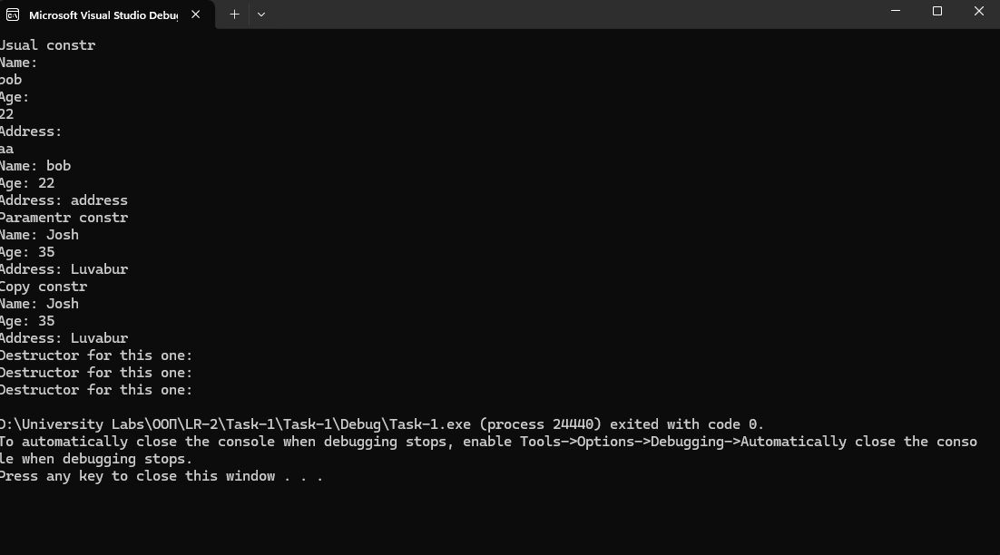 Microsoft Visual Studio Debug
Usual constr
Name:
bob
Age:
22
Address:
aa
Name: bob
Age: 22
Address: address
Paramentr constr
Name: Josh
Age: 35
Address: Luvabur
Copy constr
Name: Josh
Age: 35
Address: Luvabur
Destructor for this one:
Destructor for this one:
Destructor for this one:
D:\University Labs\ООП\LR-2\Task-1\Task-1\Debug\Task-1.exe (process 24440) exited with code 0.
To automatically close the console when debugging stops, enable Tools->Options->Debugging->Automatically close the conso
le when debugging stops.
Press any key to close this window . . .